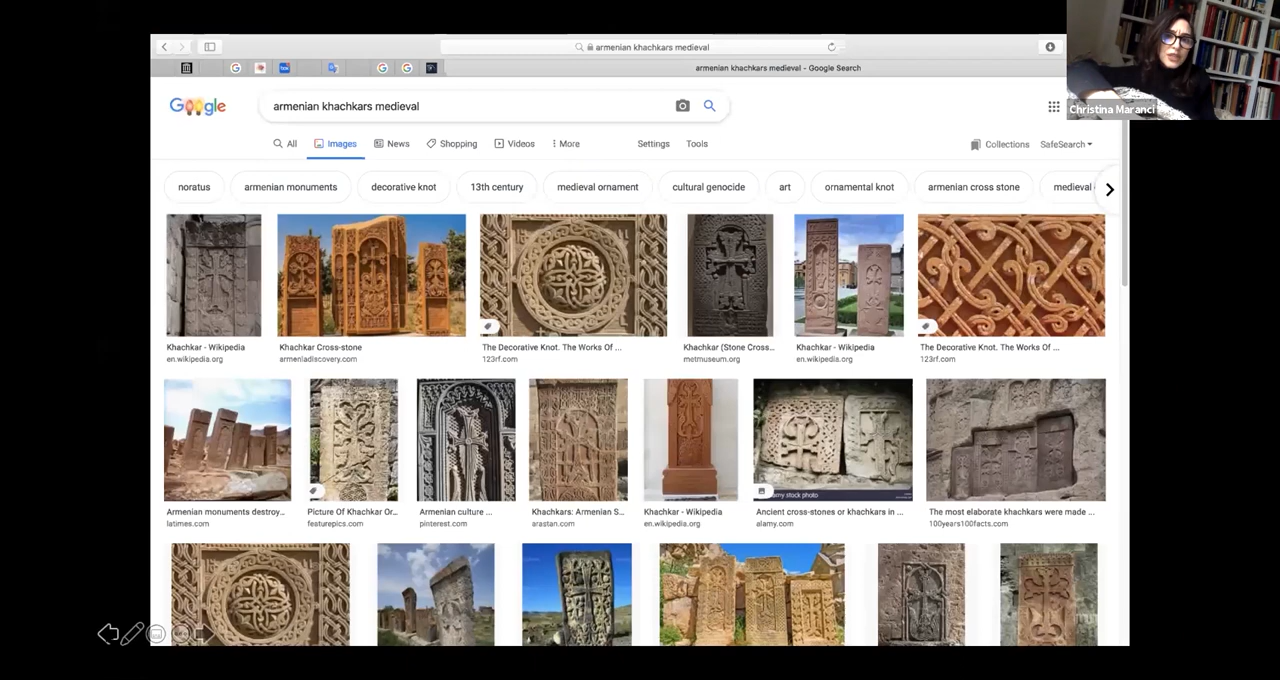 armenian khachkars medieval
armenian khachkars medieval - Google Search
Christina Maranci
Google
armenian khachkars medieval
All
Images
News
Shopping
Videos
More
Settings
Tools
Collections
SafeSearch
noratus
armenian monuments
decorative knot
13th century
medieval ornament
cultural genocide
art
ornamental knot
armenian cross stone
medieval
Khachkar - Wikipedia
en.wikipedia.org
Khachkar Cross-stone
armeniadiscovery.com
The Decorative Knot. The Works Of ...
123rf.com
Khachkar (Stone Cross...
metmuseum.org
Khachkar - Wikipedia
en.wikipedia.org
The Decorative Knot. The Works Of ...
123rf.com
Armenian monuments destroy...
latimes.com
Picture Of Khachkar Or...
featurepics.com
Armenian culture ...
pinterest.com
Khachkars: Armenian S...
arastan.com
Khachkar - Wikipedia
en.wikipedia.org
stock photo
Ancient cross-stones or khachkars in ...
alamy.com
The most elaborate khachkars were made ...
100years100facts.com